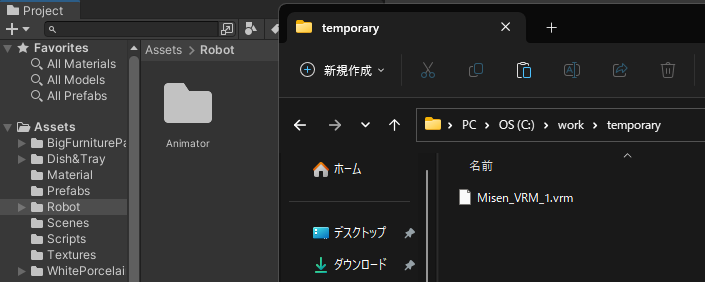 Project
Favorites
All Materials
All Models
All Prefabs
Assets
BigFurniturePa
Dish&Tray
Material
Prefabs
Robot
Scenes
Scripts
Textures
WhitePorcelai
Assets > Robot
Animator
temporary
新規作成
PC > OS (C:) > work > temporary
ホーム
デスクトップ
ダウンロード
名前
Misen_VRM_1.vrm